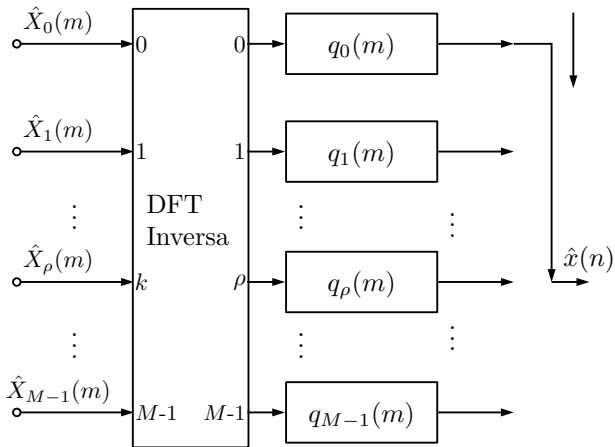 X̂₀(m) 0 0 q₀(m)
X̂₁(m) 1 1 q₁(m)
DFT
Inversa
X̂ρ(m) k ρ qρ(m) x̂(n)
X̂M−1(m) M-1 M-1 qM−1(m)